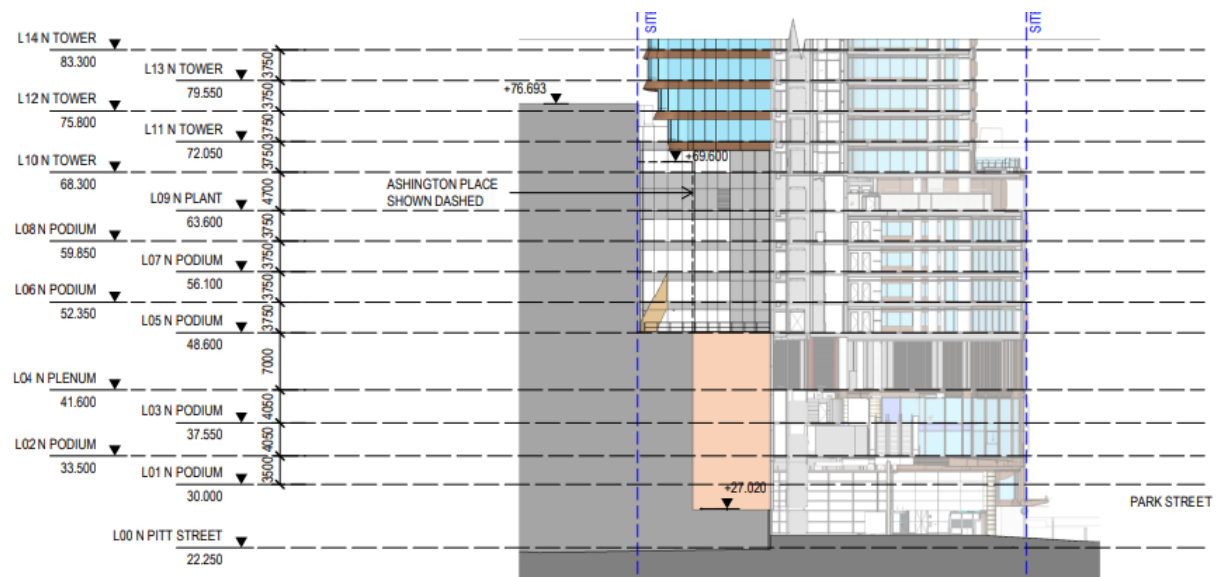 SITI
SITI
L14 N TOWER
83.300
3750
L13 N TOWER
79.550
3750
+76.693
L12 N TOWER
75.800
3750
L11 N TOWER
72.050
3750
+69.600
L10 N TOWER
68.300
4700
ASHINGTON PLACE
SHOWN DASHED
L09 N PLANT
63.600
3750
L08 N PODIUM
59.850
3750
L07 N PODIUM
56.100
3750
L06 N PODIUM
52.350
3750
L05 N PODIUM
48.600
7000
L04 N PLENUM
41.600
4050
L03 N PODIUM
37.550
4050
L02 N PODIUM
33.500
3500
L01 N PODIUM
30.000
+27.020
PARK STREET
L00 N PITT STREET
22.250